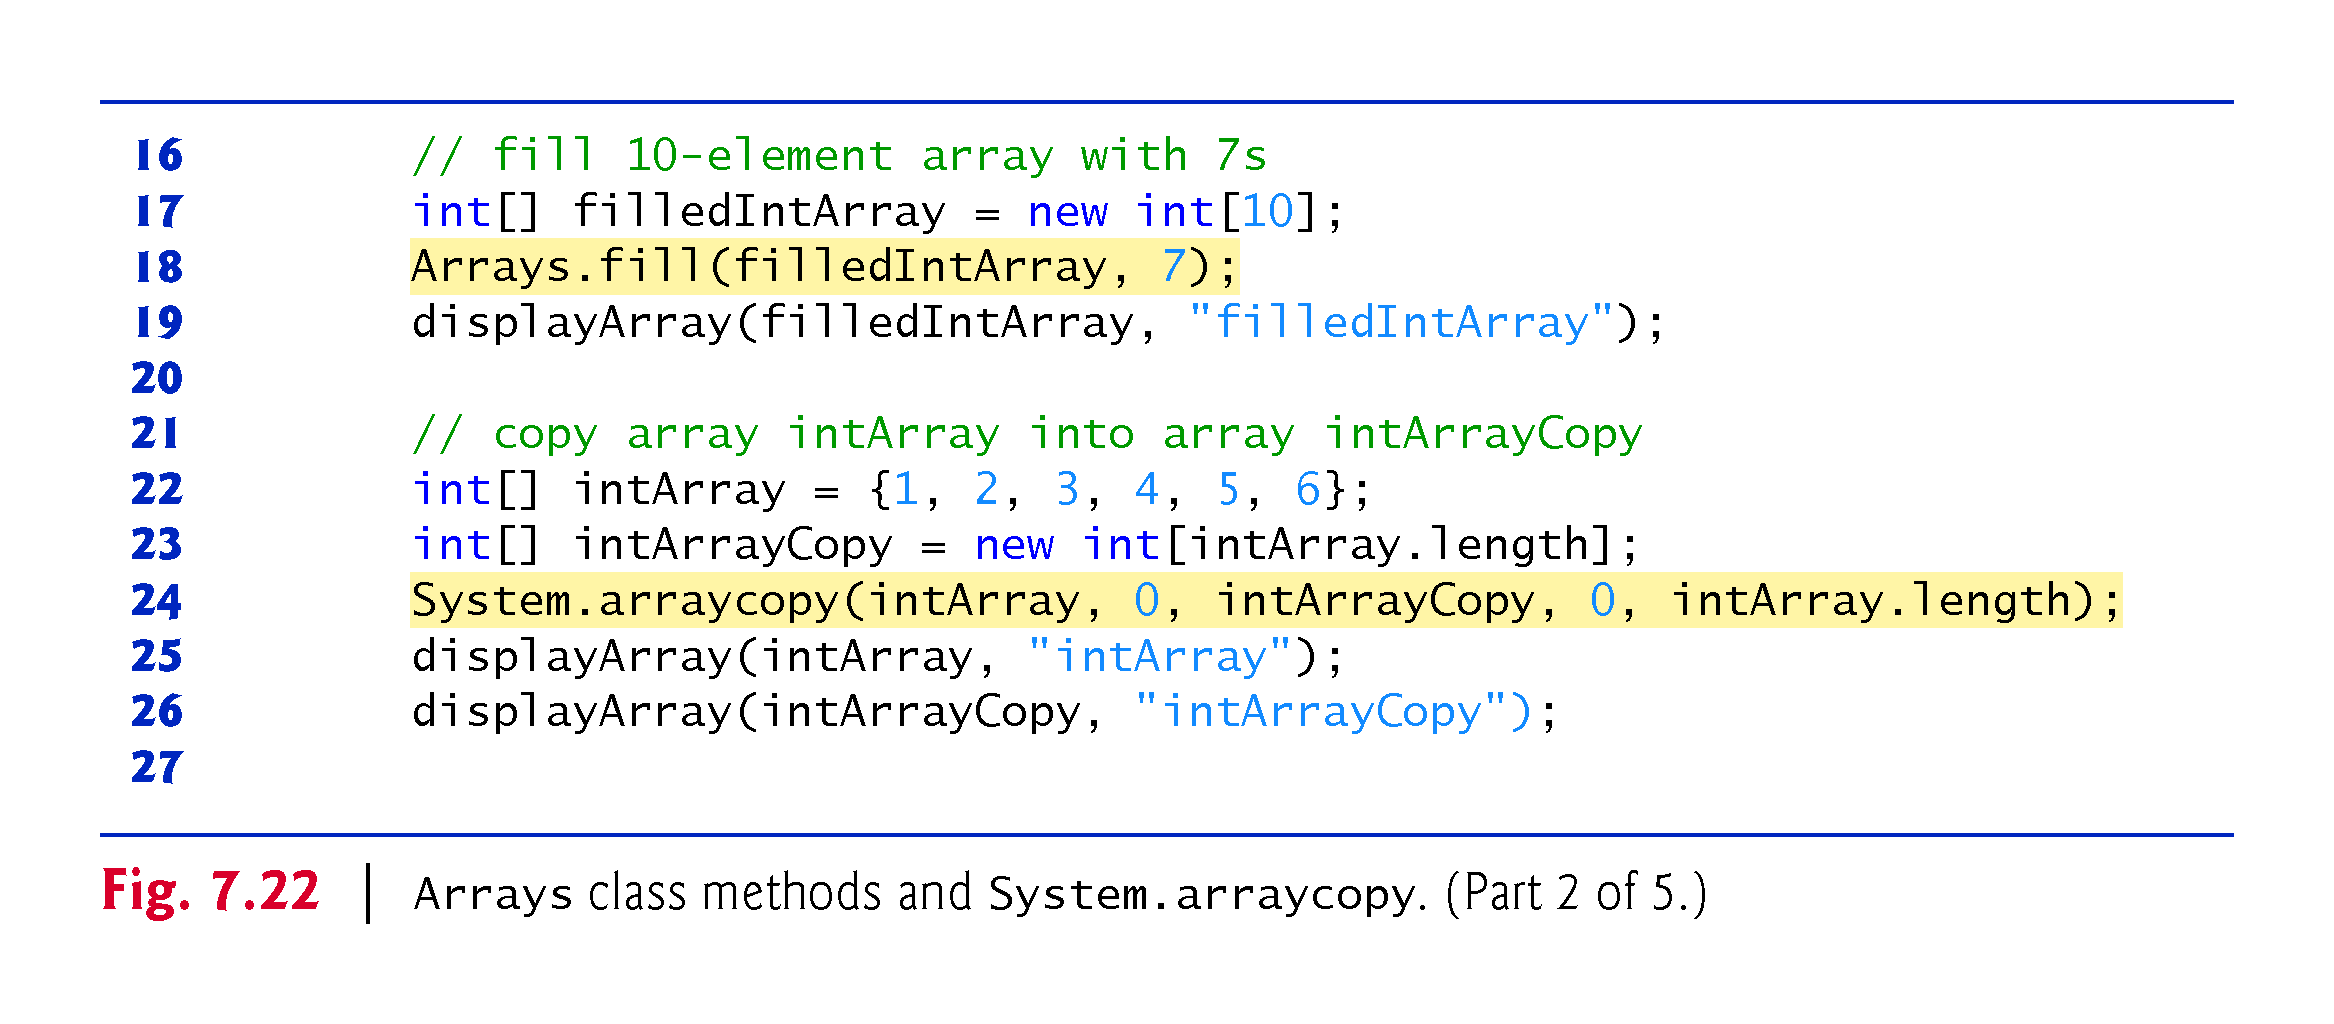 16 // fill 10-element array with 7s
17 int[] filledIntArray = new int[10];
18 Arrays.fill(filledIntArray, 7);
19 displayArray(filledIntArray, "filledIntArray");
20
21 // copy array intArray into array intArrayCopy
22 int[] intArray = {1, 2, 3, 4, 5, 6};
23 int[] intArrayCopy = new int[intArray.length];
24 System.arraycopy(intArray, 0, intArrayCopy, 0, intArray.length);
25 displayArray(intArray, "intArray");
26 displayArray(intArrayCopy, "intArrayCopy");
27
Fig. 7.22 | Arrays class methods and System.arraycopy. (Part 2 of 5.)